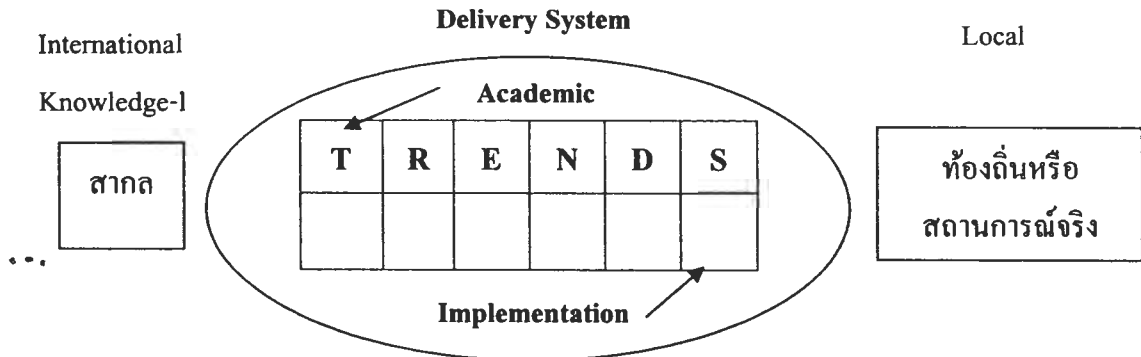 Delivery System
International
Knowledge-l
Local
Academic
T R E N D S
สากล
ท้องถิ่นหรือ
สถานการณ์จริง
Implementation